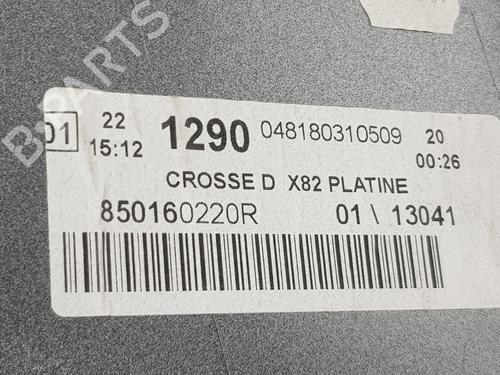 B-PARTS
01 22 1290 048180310509 20
15:12 00:26
CROSSE D X82 PLATINE
850160220R 01 \ 13041